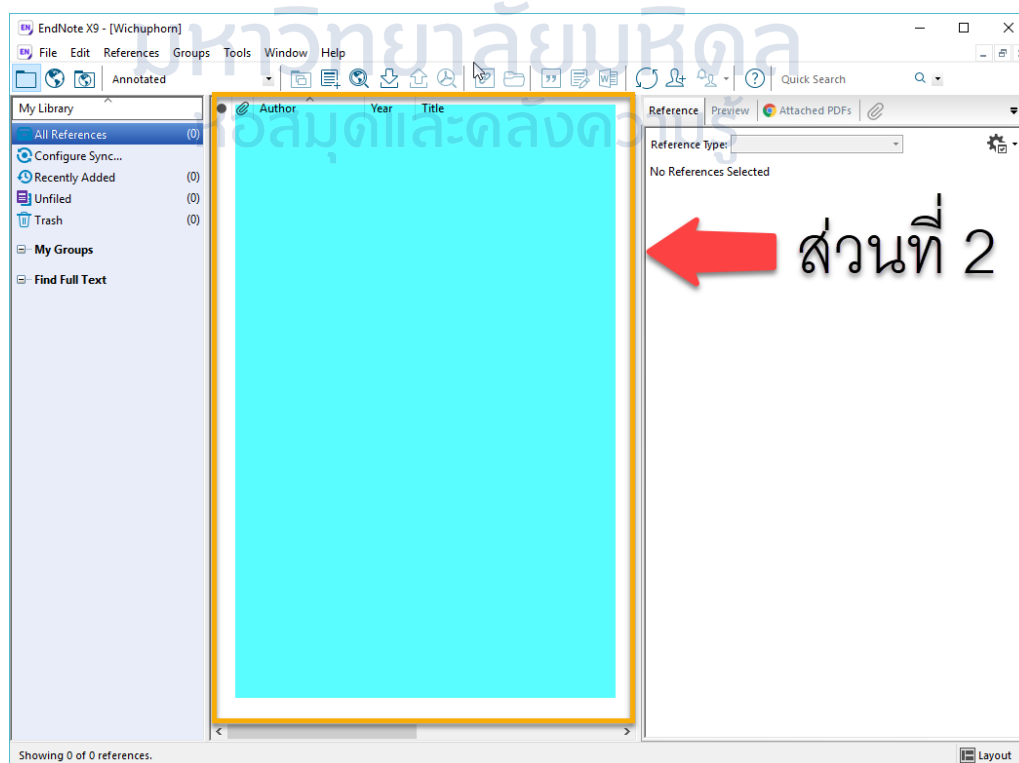 EndNote X9 - [Wichuphorn]
มหาวิทยาลัยมหิดล
File Edit References Groups Tools Window Help
Annotated
Quick Search
หอสมุดและคลังความรู้
My Library
Author Year Title
Reference Preview Attached PDFs
All References (0)
Configure Sync...
Recently Added (0)
Unfiled (0)
Trash (0)
My Groups
Find Full Text
Reference Type:
No References Selected
ส่วนที่ 2
Showing 0 of 0 references.
Layout